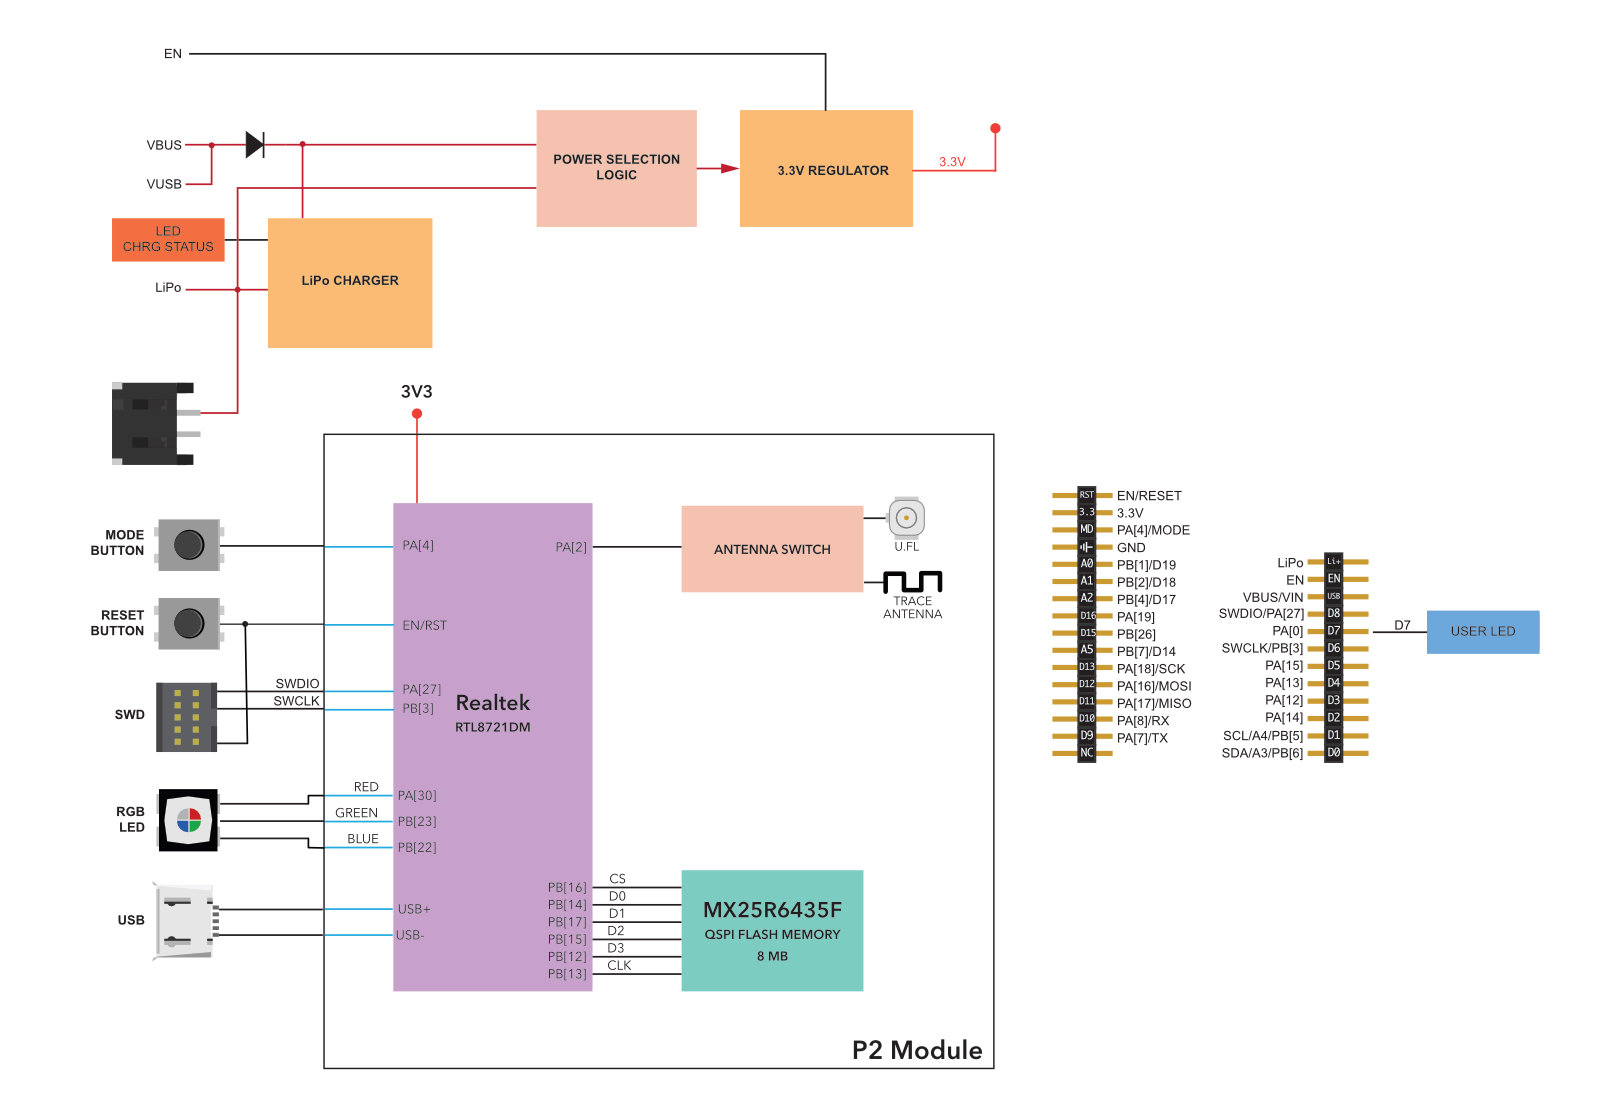 EN
VBUS
VUSB
POWER SELECTION
LOGIC
3.3V REGULATOR
3.3V
LED
CHRG STATUS
LiPo
LiPo CHARGER
3V3
MODE
BUTTON
RESET
BUTTON
SWD
SWDIO
SWCLK
RGB
LED
RED
GREEN
BLUE
USB
PA[4]
EN/RST
PA[27]
PB[3]
Realtek
RTL8721DM
PA[30]
PB[23]
PB[22]
USB+
USB-
PA[2]
ANTENNA SWITCH
U.FL
TRACE
ANTENNA
PB[16] CS
PB[14] D0
PB[17] D1
PB[15] D2
PB[12] D3
PB[13] CLK
MX25R6435F
QSPI FLASH MEMORY
8 MB
P2 Module
RST EN/RESET
3.3 3.3V
MD PA[4]/MODE
GND
A0 PB[1]/D19
A1 PB[2]/D18
A2 PB[4]/D17
D16 PA[19]
D15 PB[26]
A5 PB[7]/D14
D13 PA[18]/SCK
D12 PA[16]/MOSI
D11 PA[17]/MISO
D10 PA[8]/RX
D9 PA[7]/TX
NC
LiPo Li+
EN EN
VBUS/VIN USB
SWDIO/PA[27] D8
PA[0] D7
SWCLK/PB[3] D6
PA[15] D5
PA[13] D4
PA[12] D3
PA[14] D2
SCL/A4/PB[5] D1
SDA/A3/PB[6] D0
D7
USER LED